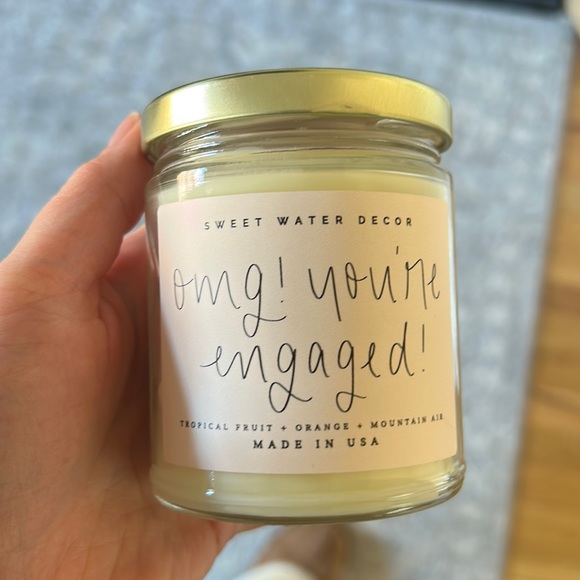 SWEET WATER DECOR
omg! you're
engaged!
TROPICAL FRUIT + ORANGE + MOUNTAIN AIR
MADE IN USA